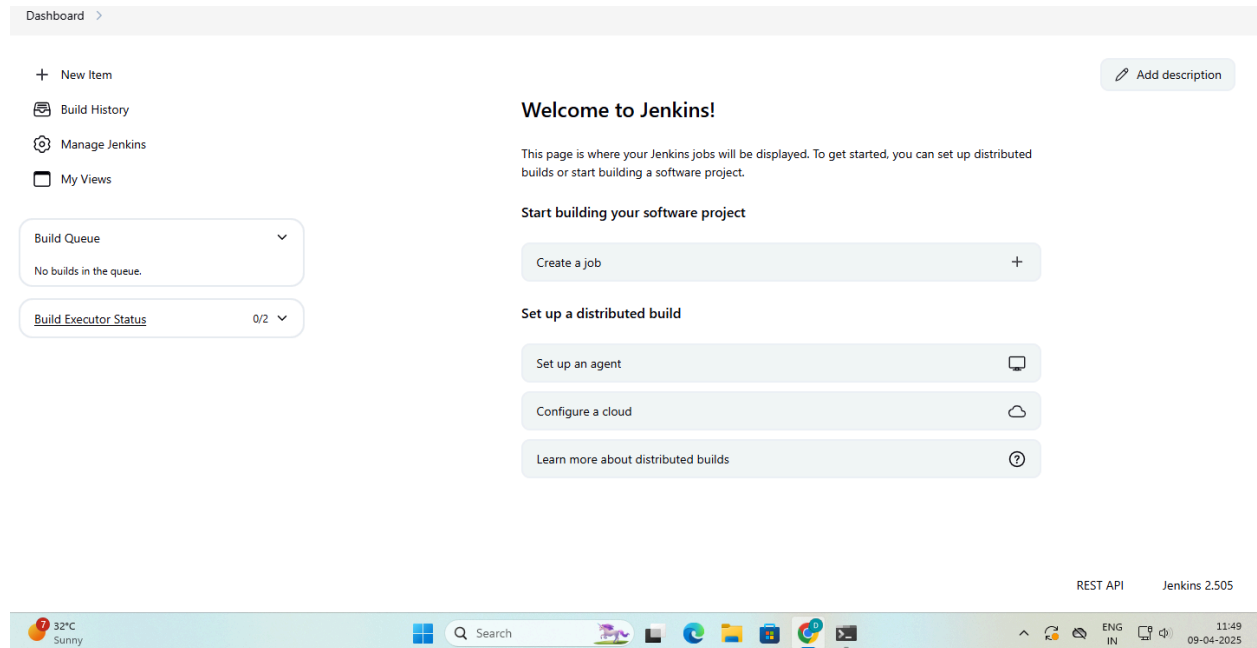 Dashboard
New Item
Build History
Manage Jenkins
My Views
Build Queue
No builds in the queue.
Build Executor Status
0/2
Add description
Welcome to Jenkins!
This page is where your Jenkins jobs will be displayed. To get started, you can set up distributed
builds or start building a software project.
Start building your software project
Create a job
Set up a distributed build
Set up an agent
Configure a cloud
Learn more about distributed builds
REST API
Jenkins 2.505
7
32°C
Sunny
Search
D
ENG
IN
11:49
09-04-2025